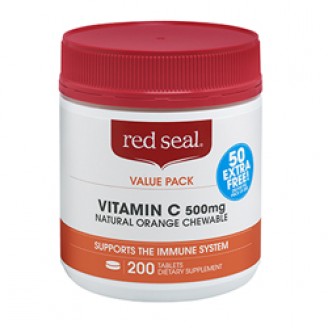 red seal
50
EXTRA
FREE!
VALUE PACK
VITAMIN C 500mg
NATURAL ORANGE CHEWABLE
SUPPORTS THE IMMUNE SYSTEM
200 TABLETS
DIETARY SUPPLEMENT